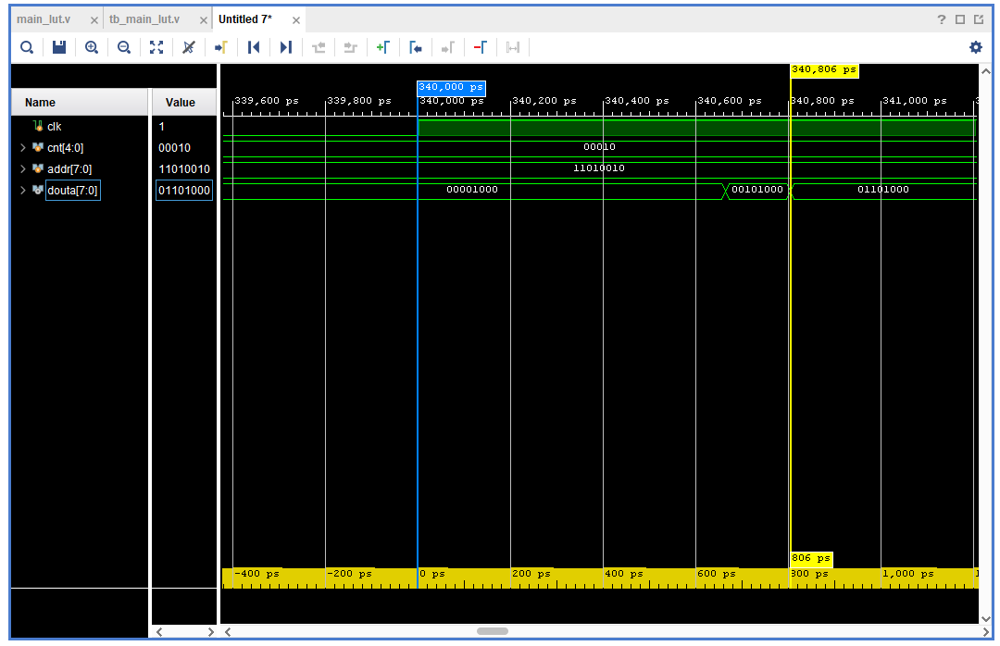 main_lut.v tb_main_lut.v Untitled 7*
340,806 ps
340,000 ps
Name Value 339,600 ps 339,800 ps 340,000 ps 340,200 ps 340,400 ps 340,600 ps 340,800 ps 341,000 ps
clk 1
cnt[4:0] 00010 00010
addr[7:0] 11010010 11010010
douta[7:0] 01101000 00001000 00101000 01101000
806 ps
-400 ps -200 ps 0 ps 200 ps 400 ps 600 ps 800 ps 1,000 ps